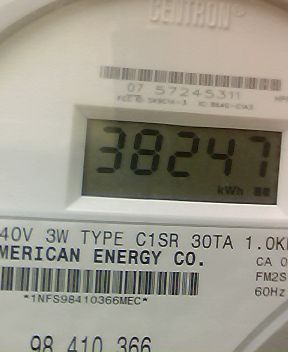 CENTRON®
07 57245311
38247
kWh
40V 3W TYPE C1SR 30TA 1.0K
MERICAN ENERGY CO.
CA 0
FM2S
60Hz
*1NFS98410366MEC*
98 410 366